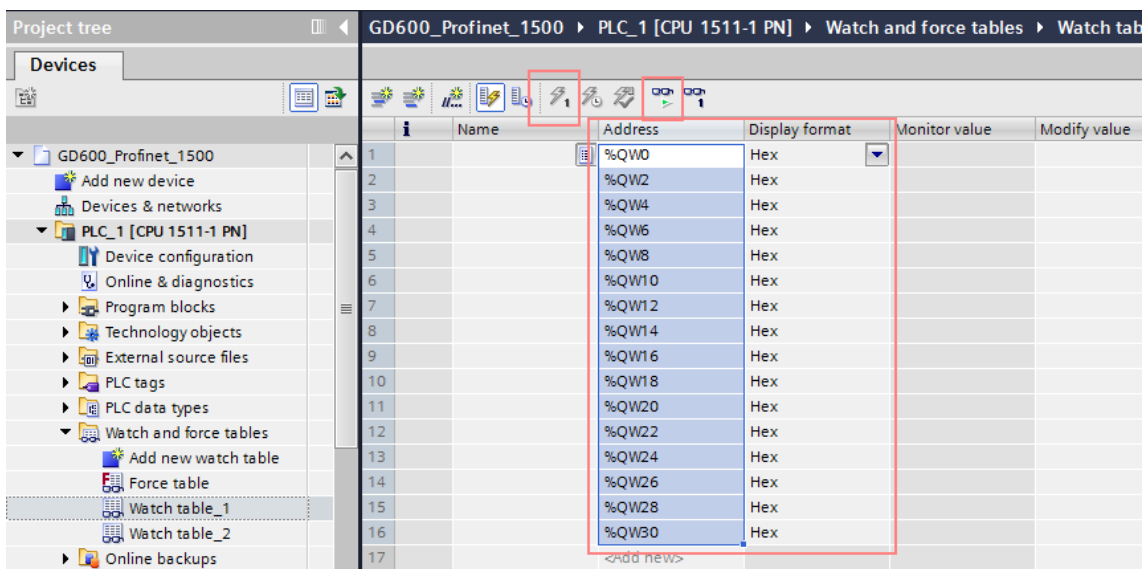 Project tree
GD600_Profinet_1500 ▸ PLC_1 [CPU 1511-1 PN] ▸ Watch and force tables ▸ Watch tab
Devices
i Name Address Display format Monitor value Modify value
GD600_Profinet_1500
Add new device
Devices & networks
PLC_1 [CPU 1511-1 PN]
Device configuration
Online & diagnostics
Program blocks
Technology objects
External source files
PLC tags
PLC data types
Watch and force tables
Add new watch table
Force table
Watch table_1
Watch table_2
Online backups
1 %QW0 Hex
2 %QW2 Hex
3 %QW4 Hex
4 %QW6 Hex
5 %QW8 Hex
6 %QW10 Hex
7 %QW12 Hex
8 %QW14 Hex
9 %QW16 Hex
10 %QW18 Hex
11 %QW20 Hex
12 %QW22 Hex
13 %QW24 Hex
14 %QW26 Hex
15 %QW28 Hex
16 %QW30 Hex
17 <Add new>